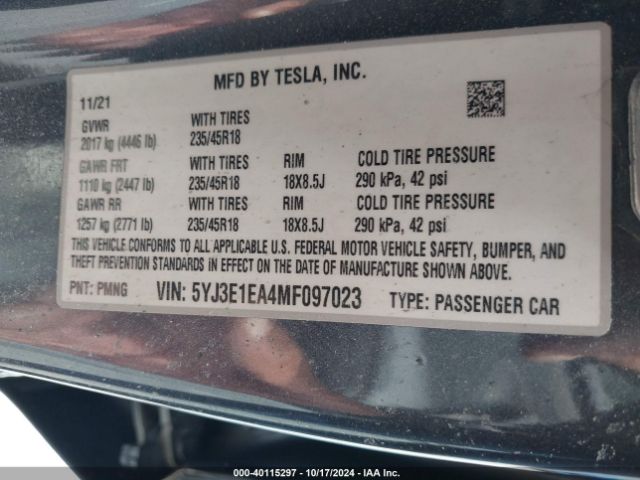 MFD BY TESLA, INC.
11/21
GVWR WITH TIRES
2017 kg (4446 lb) 235/45R18
GAWR FRT WITH TIRES RIM COLD TIRE PRESSURE
1110 kg (2447 lb) 235/45R18 18X8.5J 290 kPa, 42 psi
GAWR RR WITH TIRES RIM COLD TIRE PRESSURE
1257 kg (2771 lb) 235/45R18 18X8.5J 290 kPa, 42 psi
THIS VEHICLE CONFORMS TO ALL APPLICABLE U.S. FEDERAL MOTOR VEHICLE SAFETY, BUMPER, AND
THEFT PREVENTION STANDARDS IN EFFECT ON THE DATE OF MANUFACTURE SHOWN ABOVE.
PNT: PMNG VIN: 5YJ3E1EA4MF097023 TYPE: PASSENGER CAR
000-40115297 - 10/17/2024 - IAA Inc.